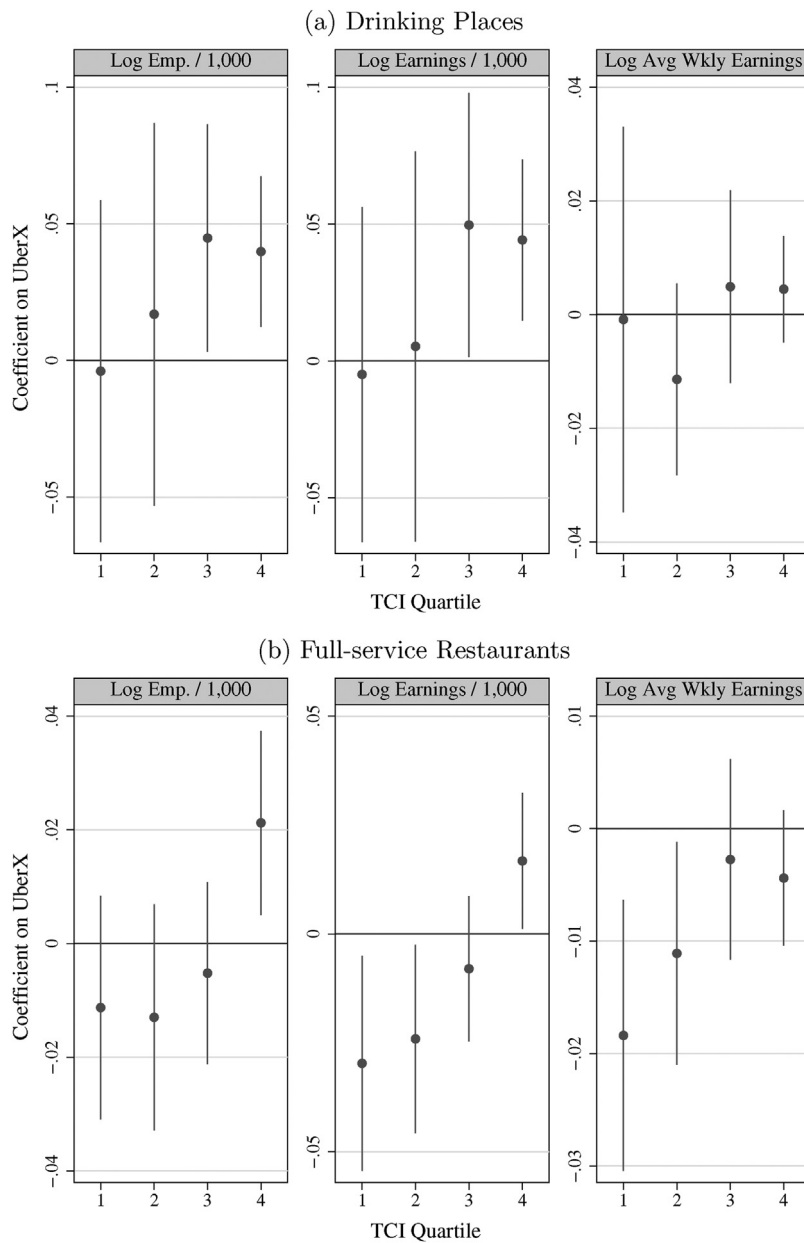 (a) Drinking Places
Log Emp. / 1,000
Log Earnings / 1,000
Log Avg Wkly Earnings
Coefficient on UberX
.1
.05
0
-.05
1 2 3 4
.1
.05
0
-.05
1 2 3 4
.04
.02
0
-.02
-.04
1 2 3 4
TCI Quartile
(b) Full-service Restaurants
Log Emp. / 1,000
Log Earnings / 1,000
Log Avg Wkly Earnings
Coefficient on UberX
.04
.02
0
-.02
-.04
1 2 3 4
.05
0
-.05
1 2 3 4
.01
0
-.01
-.02
-.03
1 2 3 4
TCI Quartile